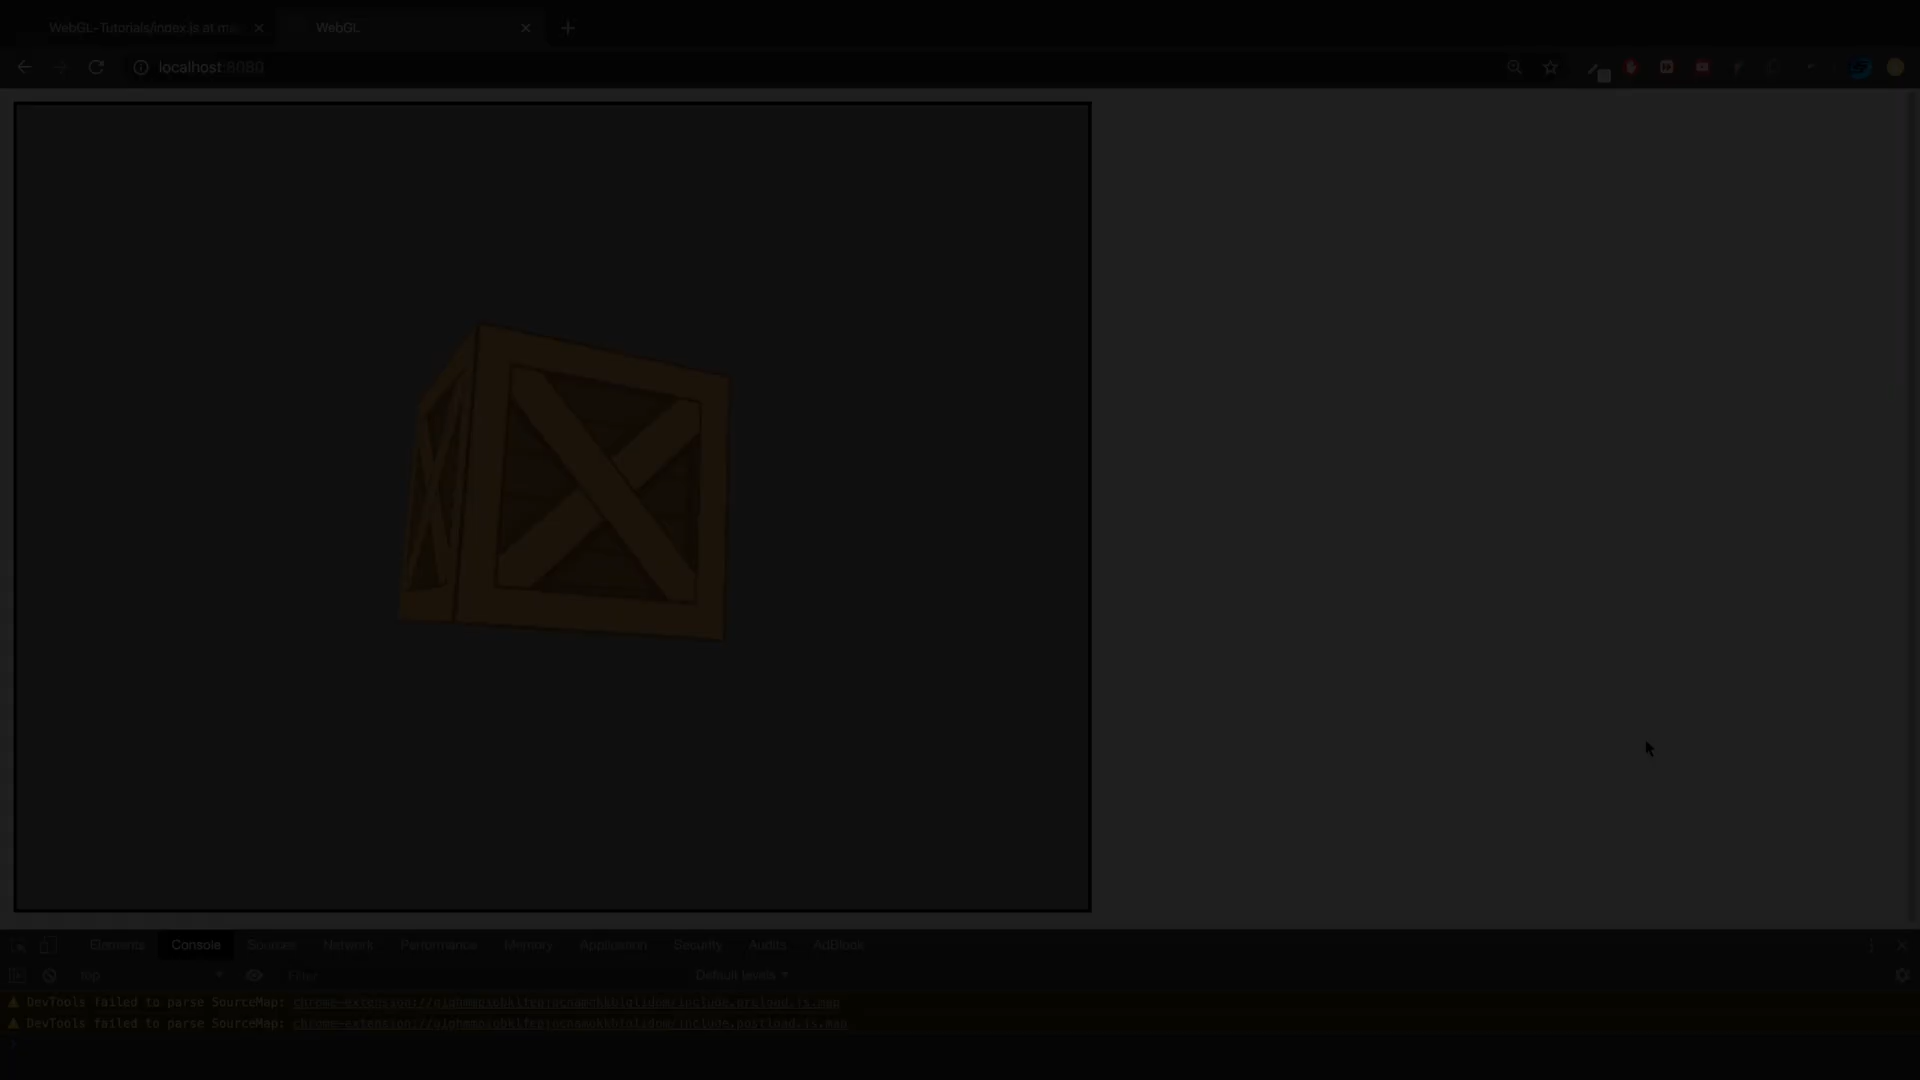 WebGL-Tutorials/index.js at ma
WebGL
localhost:8080
Elements Console Sources Network Performance Memory Application Security Audits AdBlock
top Filter Default levels
DevTools failed to parse SourceMap:
DevTools failed to parse SourceMap: